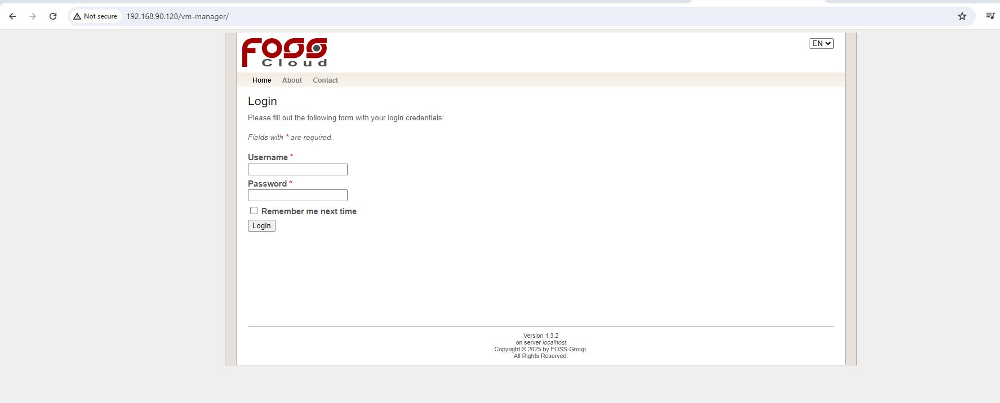 Not secure 192.168.90.128/vm-manager/
FOSS
Cloud
EN
Home About Contact
Login
Please fill out the following form with your login credentials:
Fields with * are required.
Username *
Password *
Remember me next time
Login
Version 1.3.2
on server localhost
Copyright © 2025 by FOSS-Group.
All Rights Reserved.